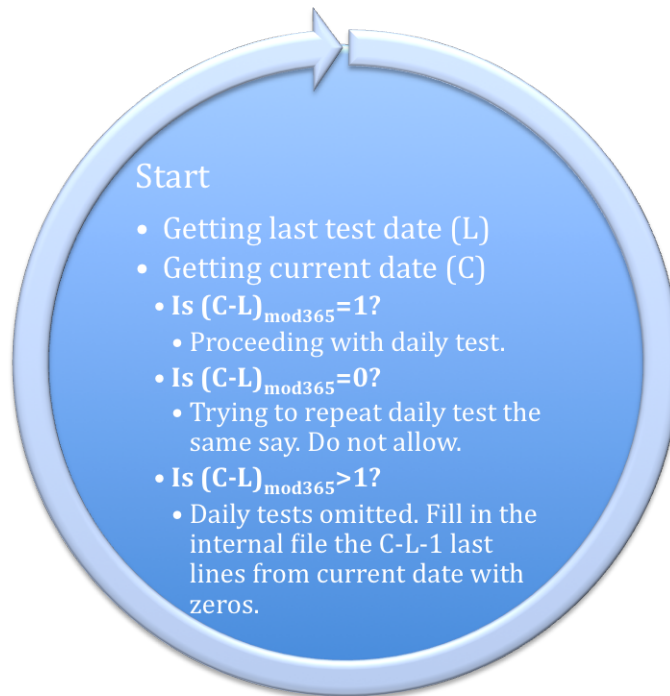 Start
• Getting last test date (L)
• Getting current date (C)
• Is (C-L)mod365=1?
• Proceeding with daily test.
• Is (C-L)mod365=0?
• Trying to repeat daily test the
same say. Do not allow.
• Is (C-L)mod365>1?
• Daily tests omitted. Fill in the
internal file the C-L-1 last
lines from current date with
zeros.